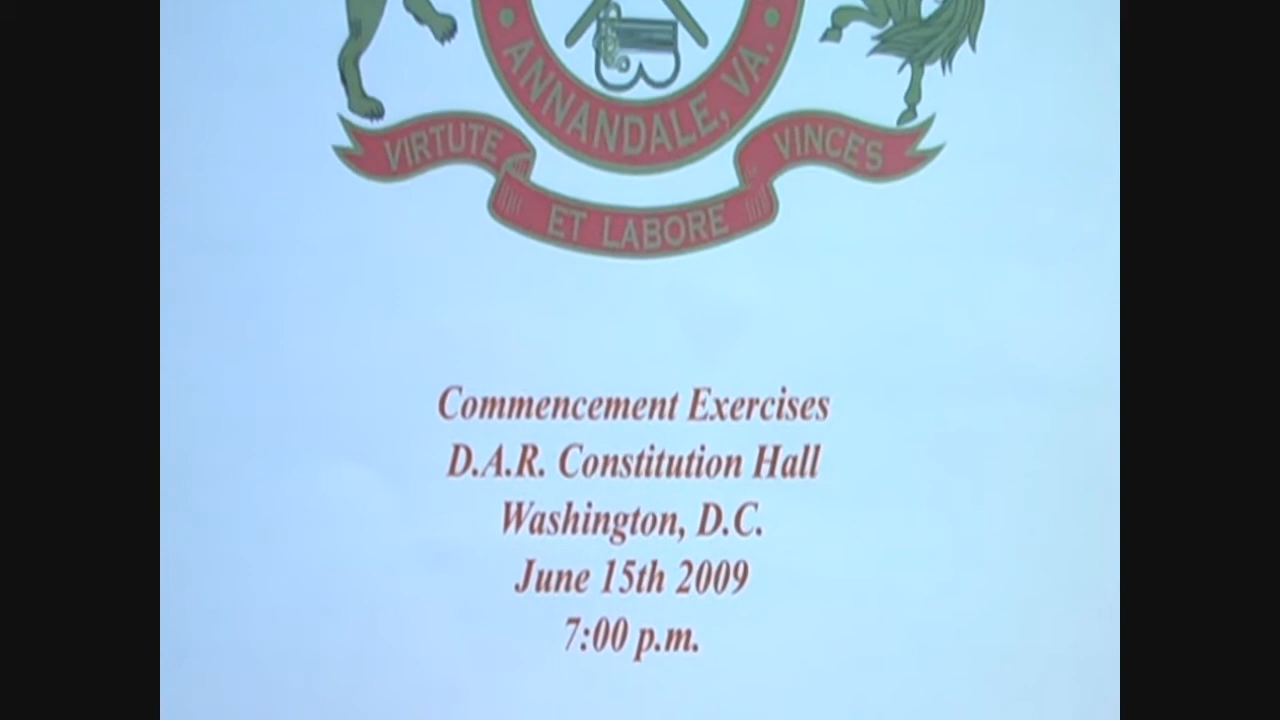 ANNANDALE, VA.
VIRTUTE ET LABORE VINCES
Commencement Exercises
D.A.R. Constitution Hall
Washington, D.C.
June 15th 2009
7:00 p.m.